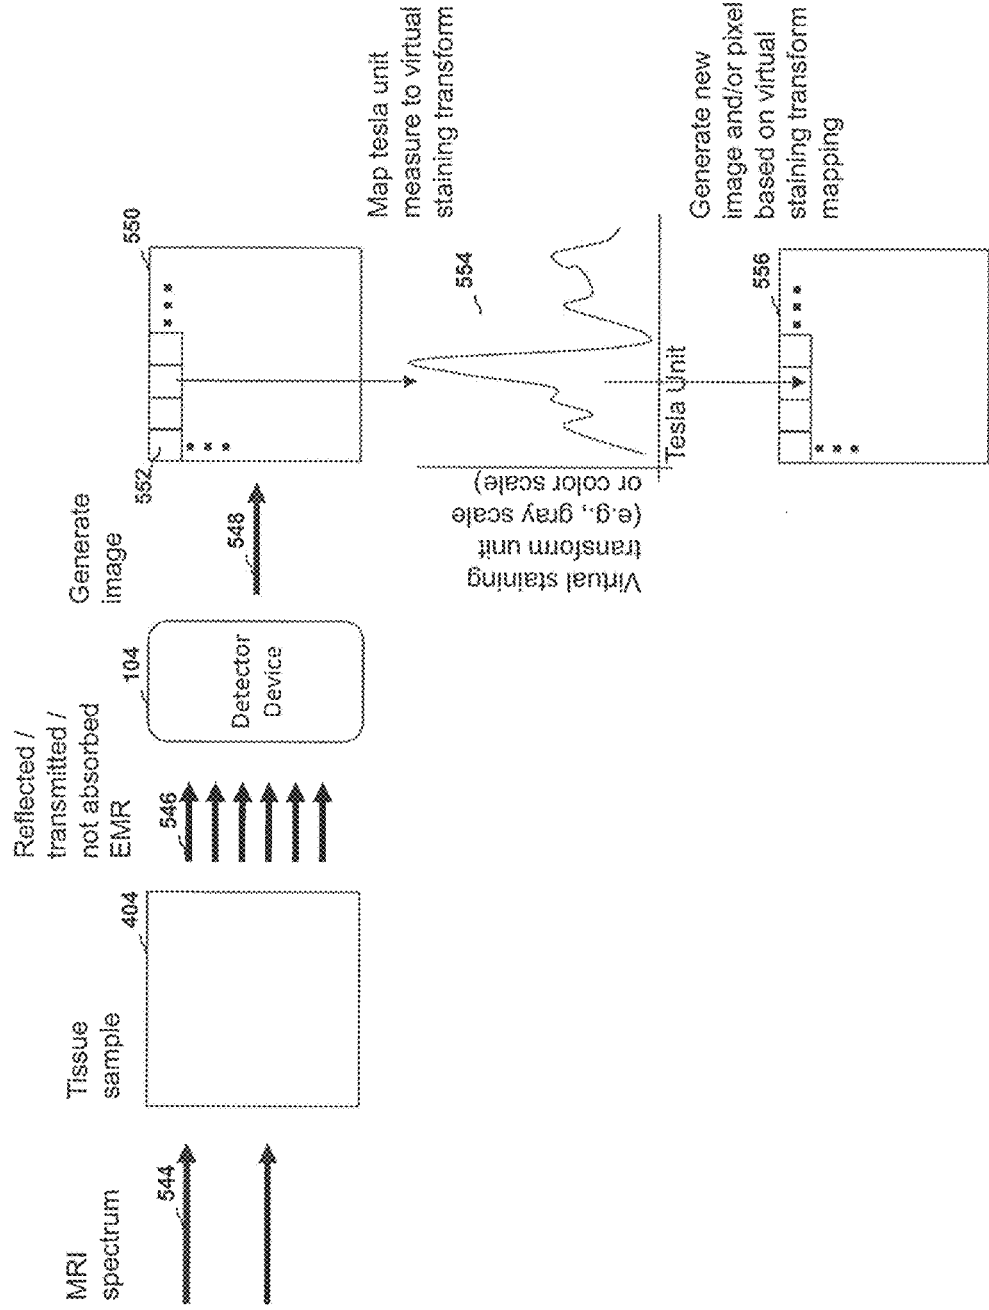 MRI
spectrum
544
Tissue
sample
404
Reflected /
transmitted /
not absorbed
EMR
546
104
Detector
Device
Generate
image
548
550
552
Map tesla unit
measure to virtual
staining transform
554
Virtual staining
transform unit
(e.g., gray scale
or color scale)
Tesla Unit
Generate new
image and/or pixel
based on virtual
staining transform
mapping
556